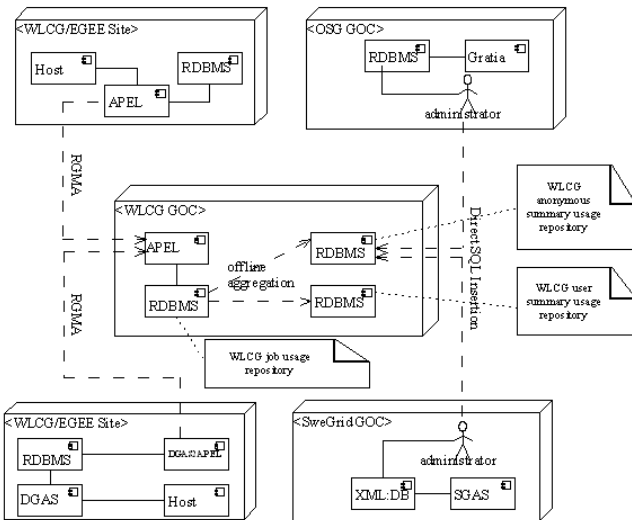 <WLCG/EGEE Site>
Host
RDBMS
APEL
<OSG GOC>
RDBMS
Gratia
administrator
RGMA
<WLCG GOC>
APEL
offline
aggregation
RDBMS
RDBMS
RDBMS
Direct SQL Insertion
WLCG
anonymous
summary usage
repository
WLCG user
summary usage
repository
WLCG job usage
repository
RGMA
<WLCG/EGEE Site>
RDBMS
DGAS2APEL
DGAS
Host
<SweGrid GOC>
administrator
XML:DB
SGAS